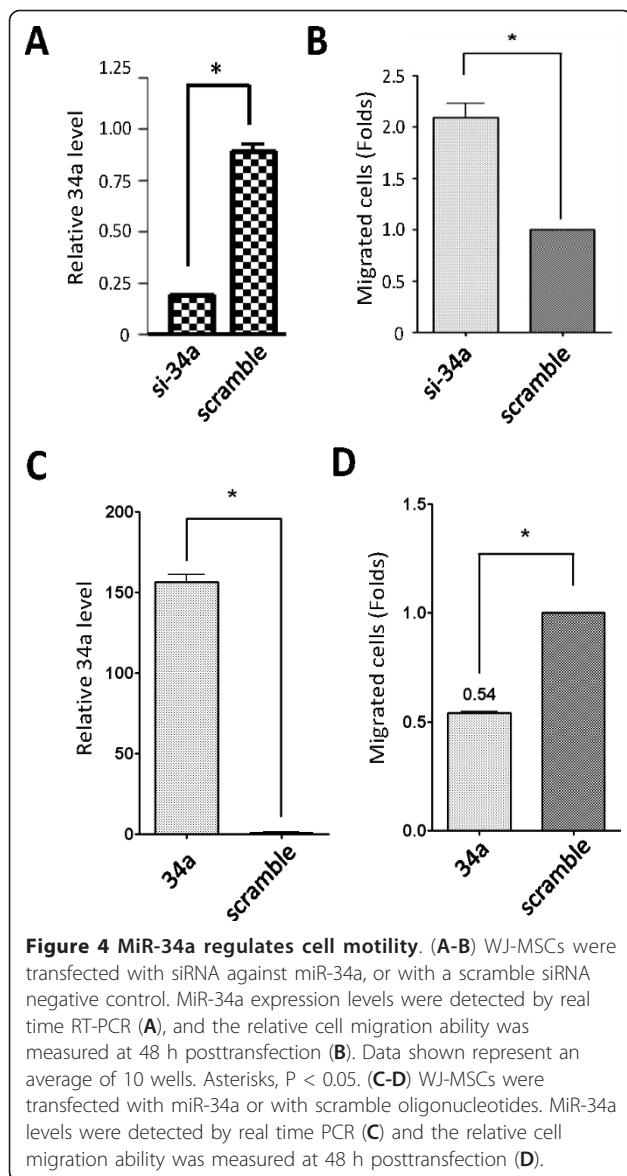 A
Relative 34a level
1.25
1.00
0.75
0.50
0.25
0
*
si-34a
scramble
B
Migrated cells (Folds)
2.5
2.0
1.5
1.0
0.5
0
*
si-34a
scramble
C
Relative 34a level
200
150
100
50
0
*
34a
scramble
D
Migrated cells (Folds)
1.5
1.0
0.5
0.0
*
0.54
34a
scramble
Figure 4 MiR-34a regulates cell motility. (A-B) WJ-MSCs were
transfected with siRNA against miR-34a, or with a scramble siRNA
negative control. MiR-34a expression levels were detected by real
time RT-PCR (A), and the relative cell migration ability was
measured at 48 h posttransfection (B). Data shown represent an
average of 10 wells. Asterisks, P < 0.05. (C-D) WJ-MSCs were
transfected with miR-34a or with scramble oligonucleotides. MiR-34a
levels were detected by real time PCR (C) and the relative cell
migration ability was measured at 48 h posttransfection (D).